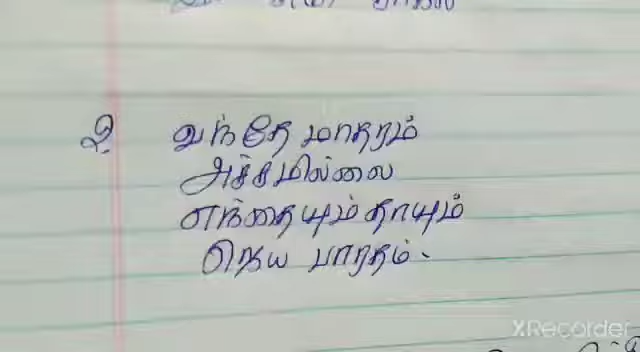 2. வந்தே மாதரம்
அச்சமில்லை
எந்தையும் தாயும்
ஜெய பாரதம்.
XRecorder